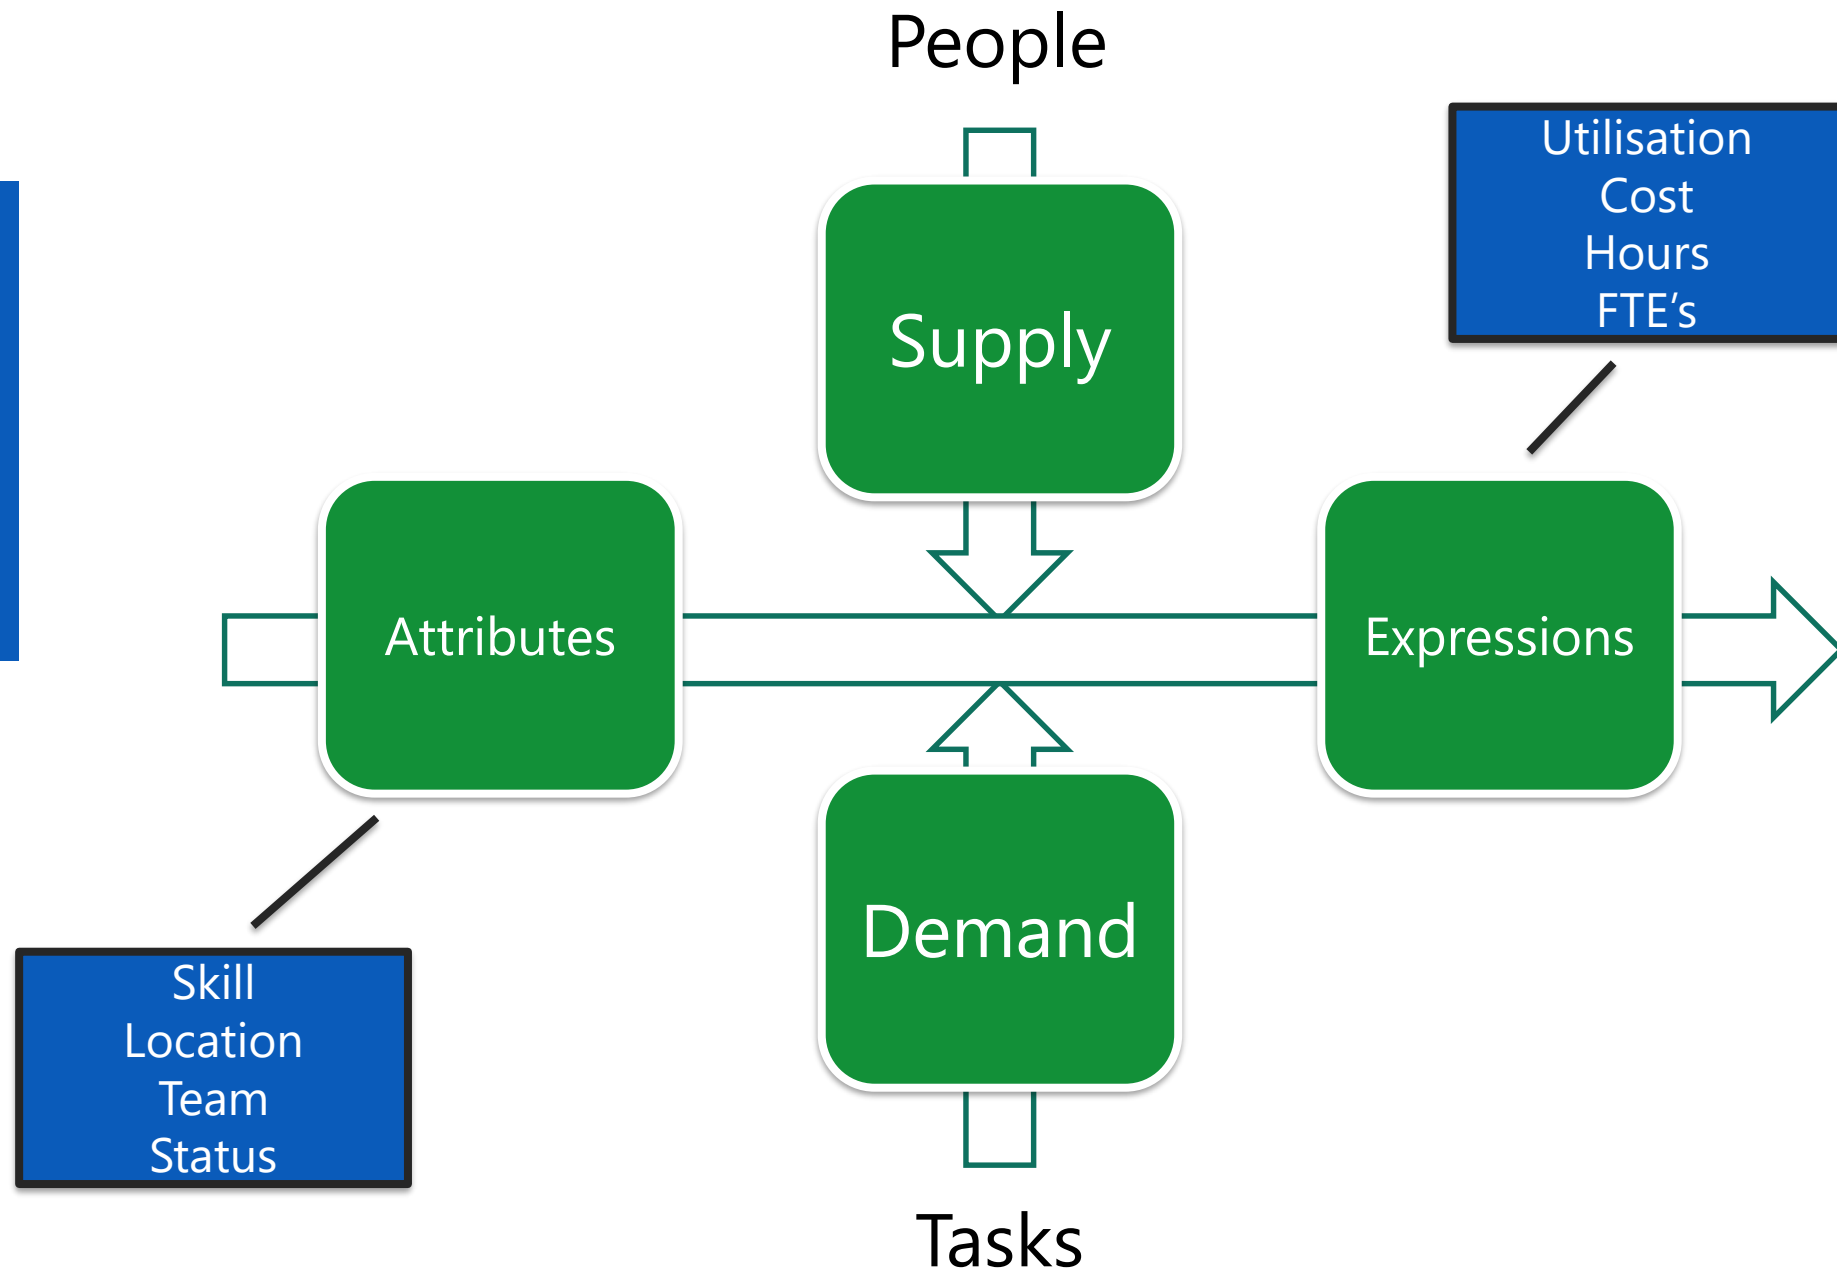 People
Utilisation
Cost
Hours
FTE’s
Supply
Attributes
Expressions
Demand
Skill
Location
Team
Status
Tasks